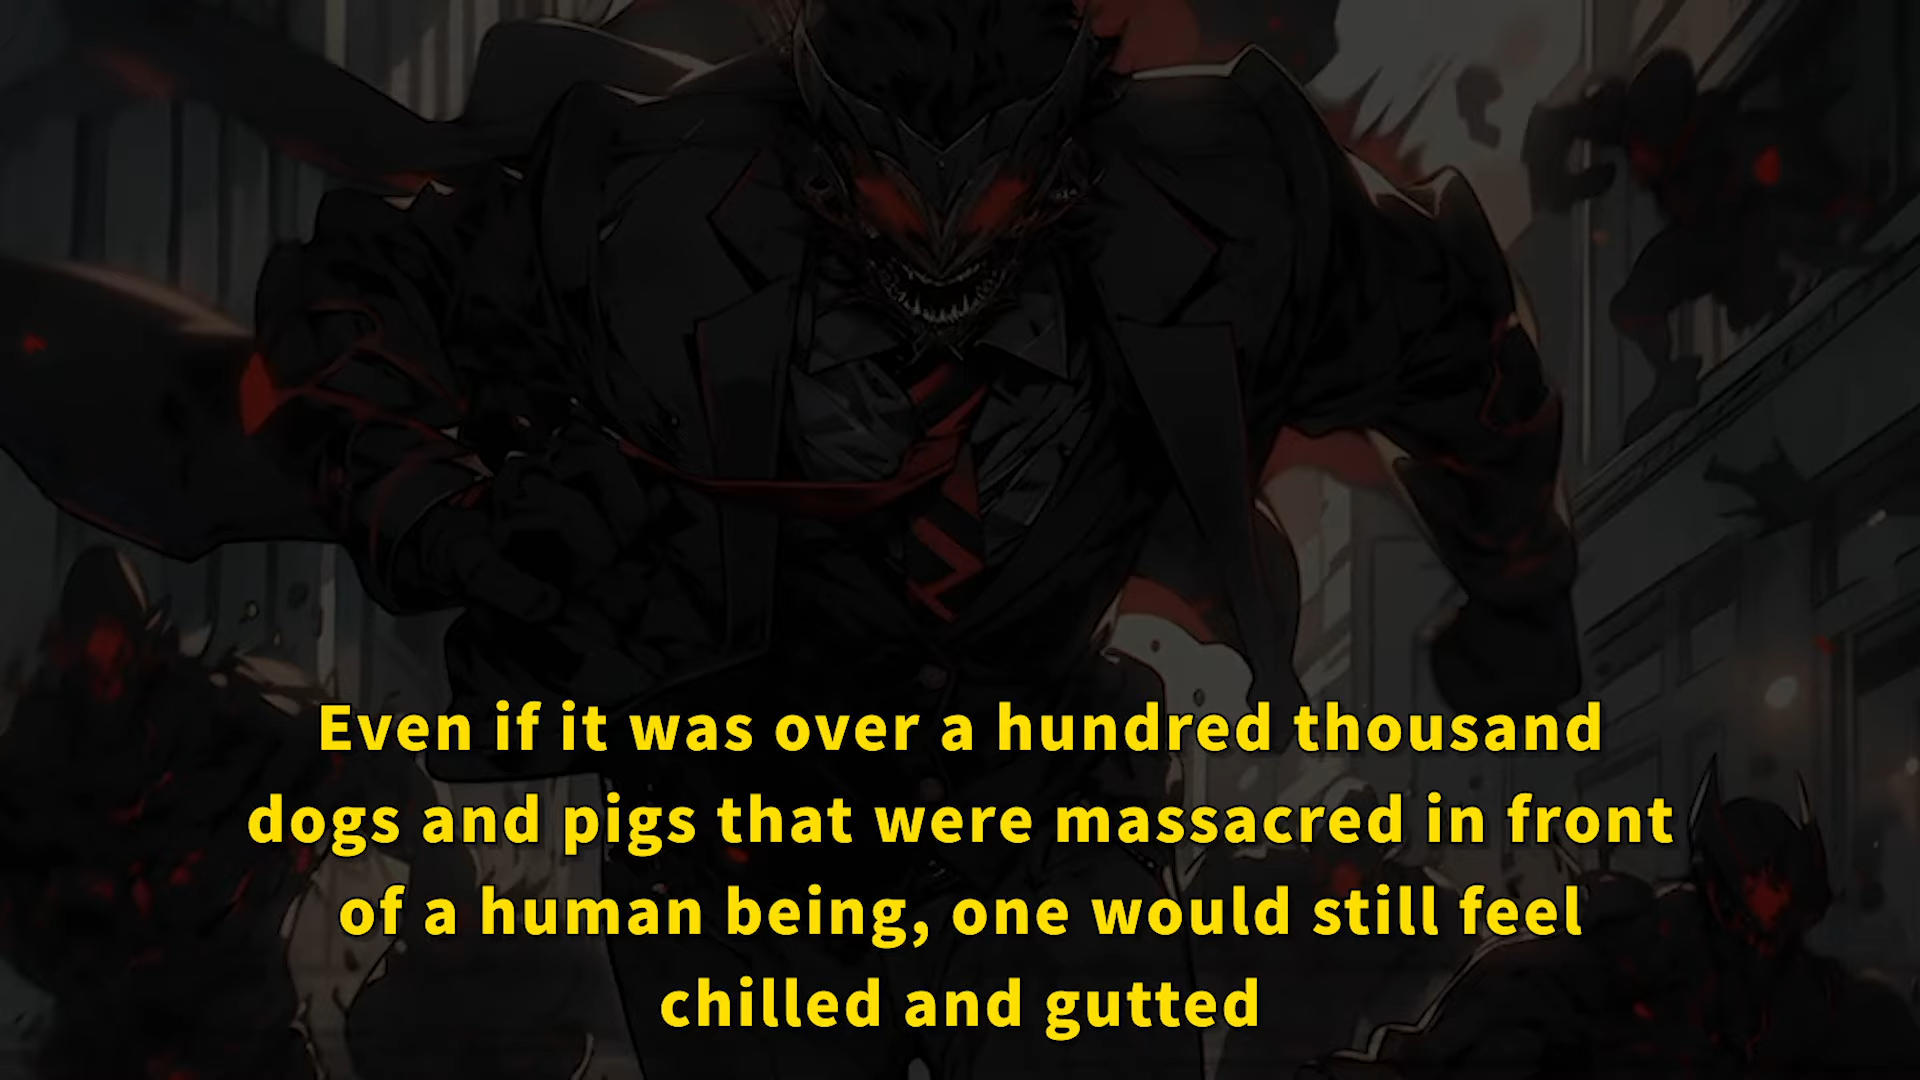 Even if it was over a hundred thousand
dogs and pigs that were massacred in front
of a human being, one would still feel
chilled and gutted